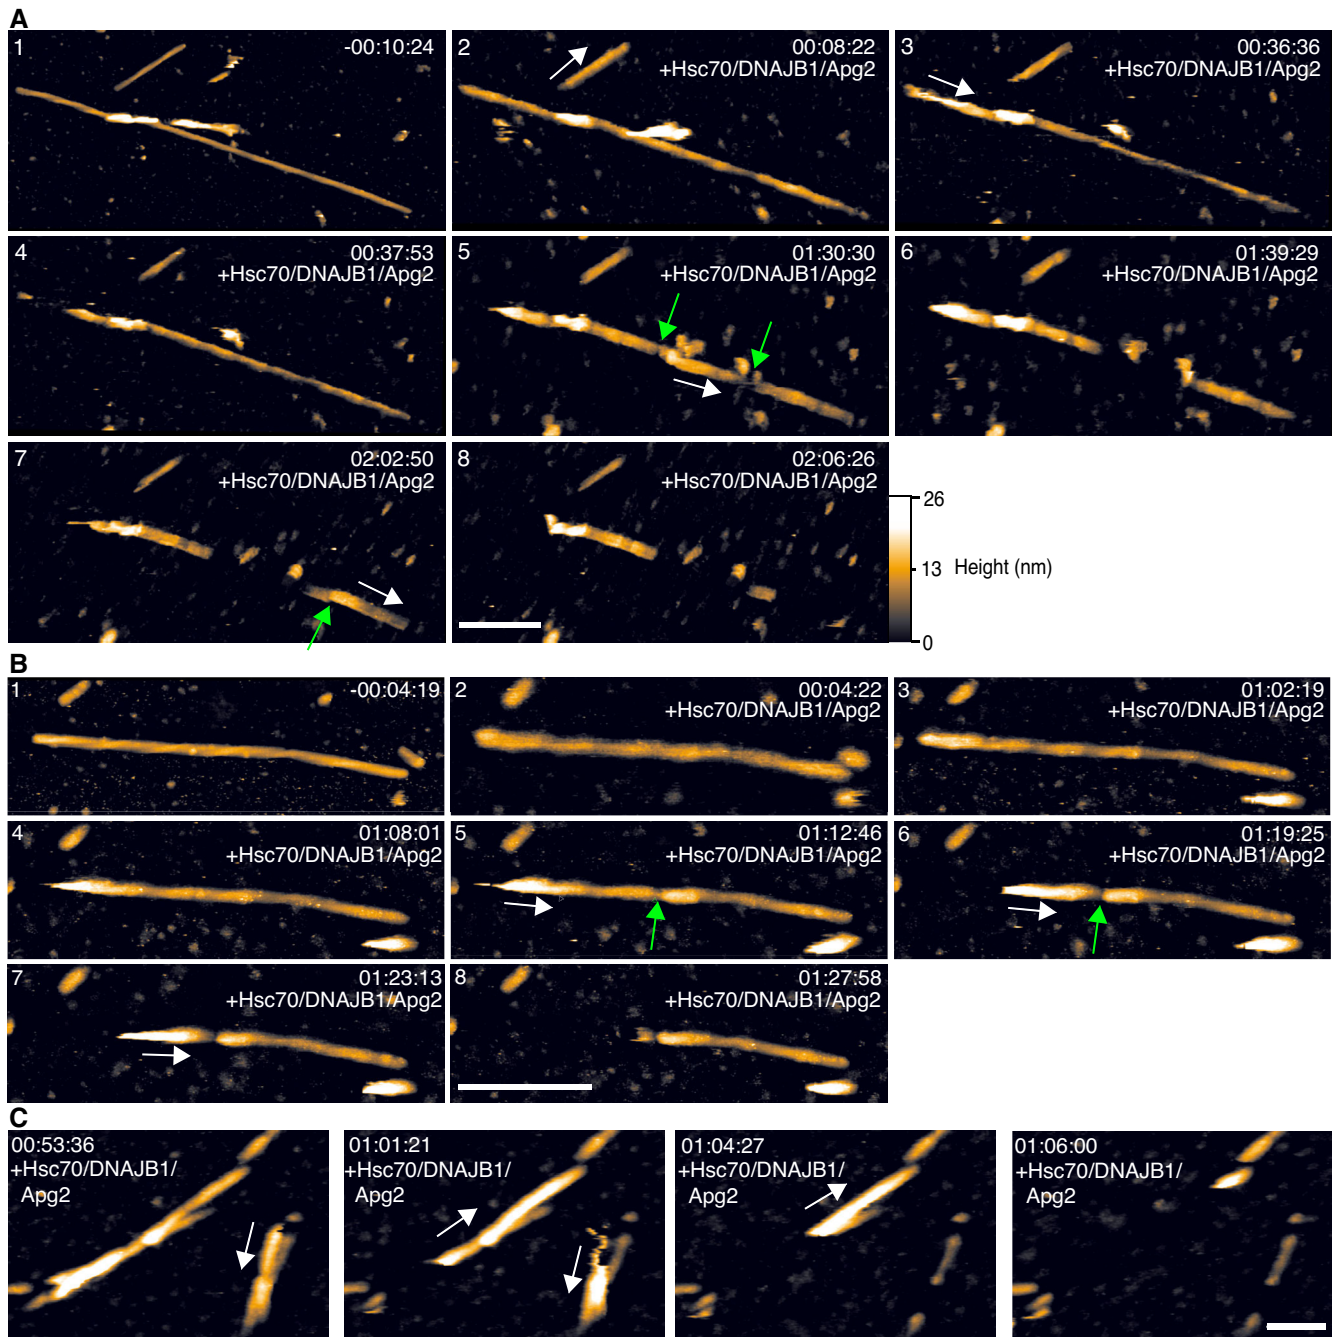 A
1
-00:10:24
2
00:08:22
+Hsc70/DNAJB1/Apg2
3
00:36:36
+Hsc70/DNAJB1/Apg2
4
00:37:53
+Hsc70/DNAJB1/Apg2
5
01:30:30
+Hsc70/DNAJB1/Apg2
6
01:39:29
+Hsc70/DNAJB1/Apg2
7
02:02:50
+Hsc70/DNAJB1/Apg2
8
02:06:26
+Hsc70/DNAJB1/Apg2
26
13 Height (nm)
0
B
1
-00:04:19
2
00:04:22
+Hsc70/DNAJB1/Apg2
3
01:02:19
+Hsc70/DNAJB1/Apg2
4
01:08:01
+Hsc70/DNAJB1/Apg2
5
01:12:46
+Hsc70/DNAJB1/Apg2
6
01:19:25
+Hsc70/DNAJB1/Apg2
7
01:23:13
+Hsc70/DNAJB1/Apg2
8
01:27:58
+Hsc70/DNAJB1/Apg2
C
00:53:36
+Hsc70/DNAJB1/
Apg2
01:01:21
+Hsc70/DNAJB1/
Apg2
01:04:27
+Hsc70/DNAJB1/
Apg2
01:06:00
+Hsc70/DNAJB1/
Apg2